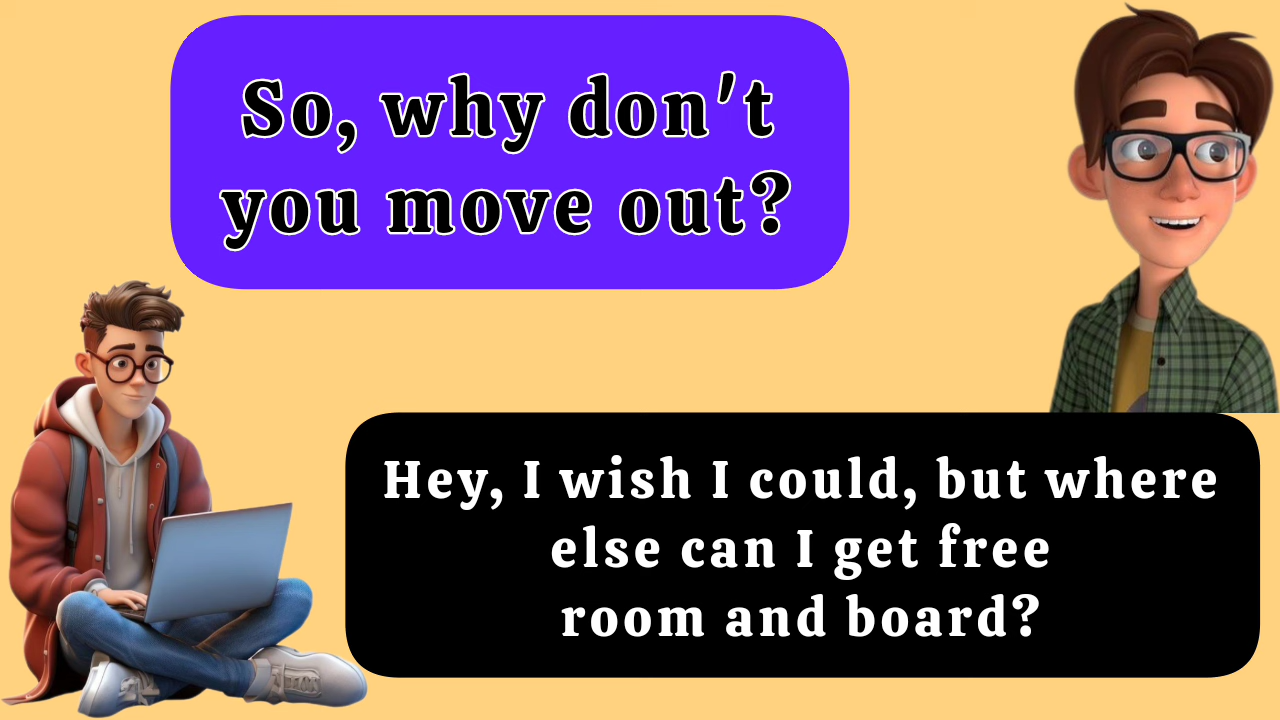 So, why don't
you move out?
Hey, I wish I could, but where
else can I get free
room and board?